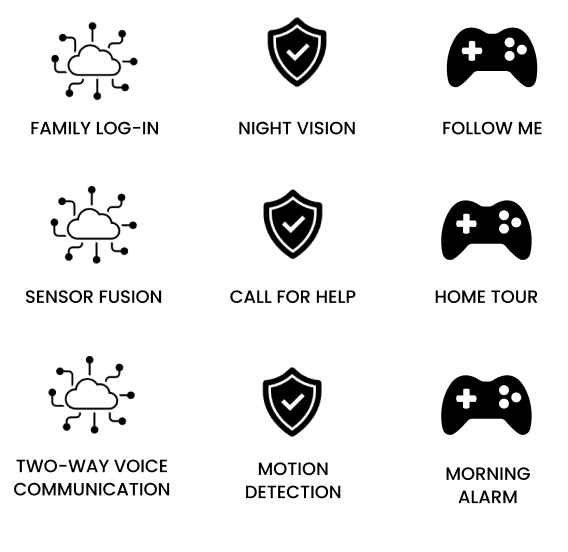 FAMILY LOG-IN
NIGHT VISION
FOLLOW ME
SENSOR FUSION
CALL FOR HELP
HOME TOUR
TWO-WAY VOICE
COMMUNICATION
MOTION
DETECTION
MORNING
ALARM